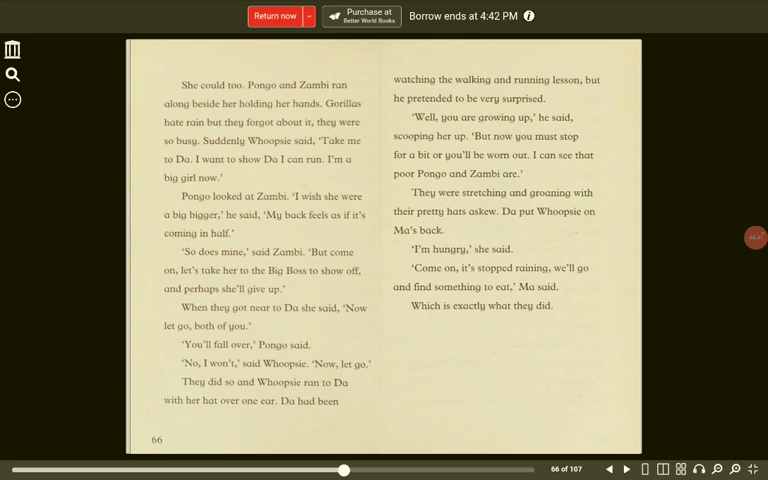 Return now
Purchase at
Better World Books
Borrow ends at 4:42 PM
She could too. Pongo and Zambi ran
along beside her holding her hands. Gorillas
hate rain but they forgot about it, they were
so busy. Suddenly Whoopsie said, ‘Take me
to Da. I want to show Da I can run. I’m a
big girl now.’
Pongo looked at Zambi. ‘I wish she were
a big bigger,’ he said, ‘My back feels as if it’s
coming in half.’
‘So does mine,’ said Zambi. ‘But come
on, let’s take her to the Big Boss to show off,
and perhaps she’ll give up.’
When they got near to Da she said, ‘Now
let go, both of you.’
‘You’ll fall over,’ Pongo said.
‘No, I won’t,’ said Whoopsie. ‘Now, let go.’
They did so and Whoopsie ran to Da
with her hat over one ear. Da had been
66
watching the walking and running lesson, but
he pretended to be very surprised.
‘Well, you are growing up,’ he said,
scooping her up. ‘But now you must stop
for a bit or you’ll be worn out. I can see that
poor Pongo and Zambi are.’
They were stretching and groaning with
their pretty hats askew. Da put Whoopsie on
Ma’s back.
‘I’m hungry,’ she said.
‘Come on, it’s stopped raining, we’ll go
and find something to eat,’ Ma said.
Which is exactly what they did.
66 of 107